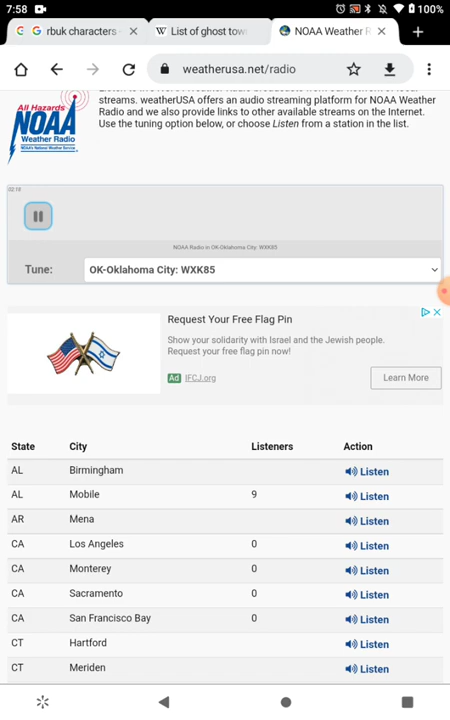 7:58
100%
rbuk characters
List of ghost tow
NOAA Weather R
weatherusa.net/radio
streams. weatherUSA offers an audio streaming platform for NOAA Weather
Radio and we also provide links to other available streams on the Internet.
Use the tuning option below, or choose Listen from a station in the list.
All Hazards
NOAA
Weather Radio
02:18
NOAA Radio in OK-Oklahoma City: WXK85
Tune: OK-Oklahoma City: WXK85
Request Your Free Flag Pin
Show your solidarity with Israel and the Jewish people.
Request your free flag pin now!
Ad IFCJ.org
Learn More
State City Listeners Action
AL Birmingham Listen
AL Mobile 9 Listen
AR Mena Listen
CA Los Angeles 0 Listen
CA Monterey 0 Listen
CA Sacramento 0 Listen
CA San Francisco Bay 0 Listen
CT Hartford Listen
CT Meriden Listen